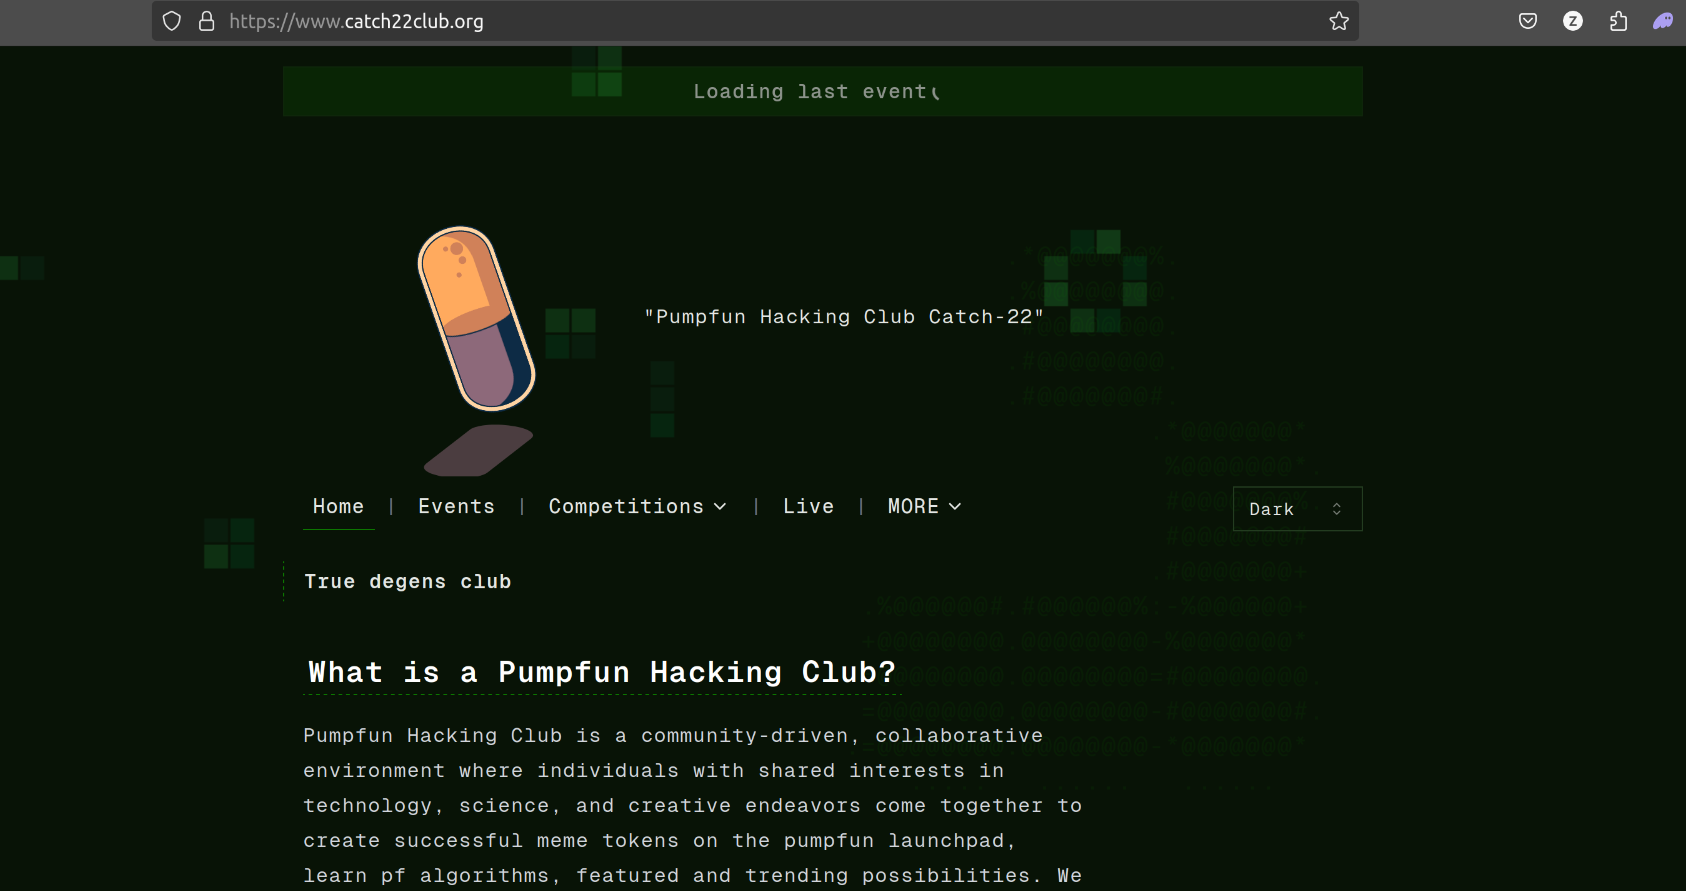 https://www.catch22club.org
Z
Loading last event
"Pumpfun Hacking Club Catch-22"
Home | Events | Competitions | Live | MORE
Dark
True degens club
What is a Pumpfun Hacking Club?
Pumpfun Hacking Club is a community-driven, collaborative
environment where individuals with shared interests in
technology, science, and creative endeavors come together to
create successful meme tokens on the pumpfun launchpad,
learn pf algorithms, featured and trending possibilities. We